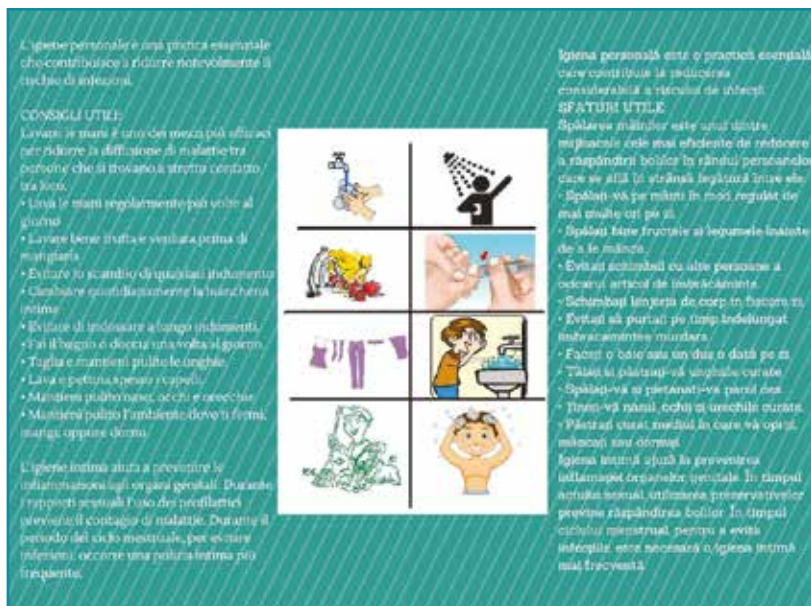 L'igiene personale è una pratica essenziale
che contribuisce a ridurre notevolmente il
rischio di infezioni.
CONSIGLI UTILI:
Lavarsi le mani è uno dei mezzi più efficaci
per ridurre la diffusione di malattie tra
persone che si trovano a stretto contatto
tra loro.
• Lava le mani regolarmente più volte al
giorno
• Lavare bene frutta e verdura prima di
mangiarla
• Evitare lo scambio di qualsiasi indumento
• Cambiare quotidianamente la biancheria
intima
• Evitare di indossare a lungo indumenti
• Fai il bagno o doccia una volta al giorno
• Taglia e mantieni pulito le unghie
• Lava e pettina spesso i capelli
• Mantieni pulito naso, occhi e orecchie
• Mantieni pulito l'ambiente dove ti fermi,
mangi, oppure dormi
L'igiene intima aiuta a prevenire le
infiammazioni agli organi genitali. Durante
i rapporti sessuali l'uso dei profilattici
previene il contagio di malattie. Durante il
periodo del ciclo mestruale, per evitare
infezioni, occorre una pulizia intima più
frequente.
Igiena personală este o practică esențială
care contribuie la reducerea
considerabilă a riscului de infecții
SFATURI UTILE
Spălarea mâinilor este unul dintre
mijloacele cele mai eficiente de reducere
a răspândirii bolilor în rândul persoanelor
care se află în strânsă legătură între ele
• Spălați-vă pe mâini în mod regulat de
mai multe ori pe zi
• Spălați bine fructele și legumele înainte
de a le mânca
• Evitați schimbul cu alte persoane a
oricarui articol de îmbrăcăminte
• Schimbați lenjeria de corp in fiecare zi
• Evitați să purtați pe timp îndelungat
îmbracamintea murdara
• Faceți o baie sau un duș o dată pe zi
• Tăiați și păstrați-vă unghiile curate
• Spălați-vă și pieptanati-va parul des
• Țineți-vă nasul, ochii și urechile curate
• Păstrați curat mediul în care vă opriți,
mâncați sau dormiți
Igiena intimă ajută la prevenirea
inflamației organelor genitale. În timpul
actului sexual, utilizarea prezervativelor
previne răspândirea bolilor. În timpul
ciclului menstrual, pentru a evita
infecțiile, este necesară o igiena intimă
mai frecventă